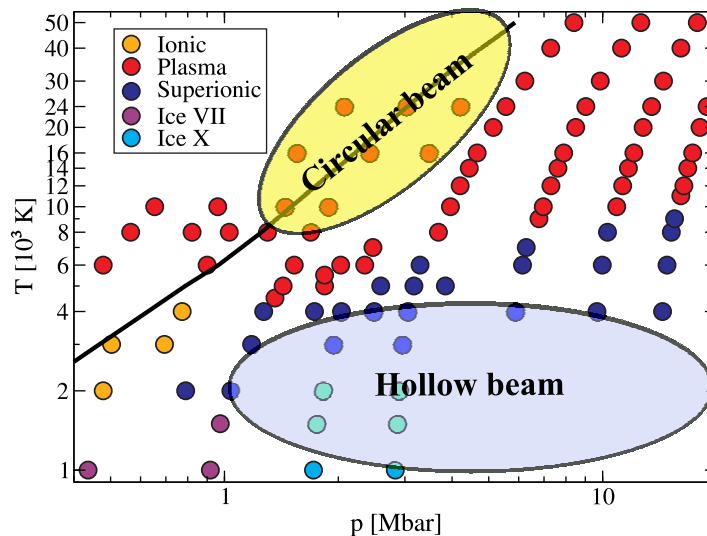 50
40
30
24
20
16
14
12
10
8
6
4
2
1
T [10³ K]
Ionic
Plasma
Superionic
Ice VII
Ice X
Circular beam
Hollow beam
1
10
p [Mbar]